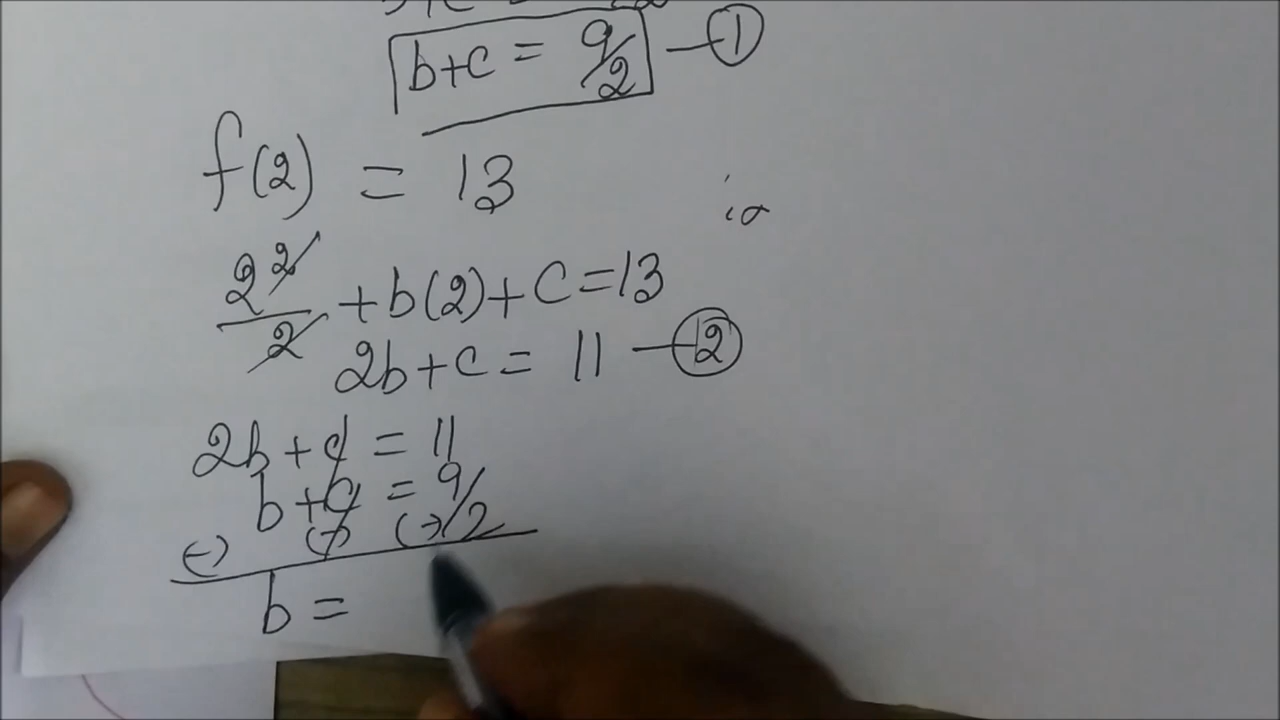 b+c = 9/2 — ①
f(2) = 13
2²/2 + b(2) + c = 13
2b + c = 11 — ②
2b + c = 11
b + c = 9/2
(-) (-) (-)
b =